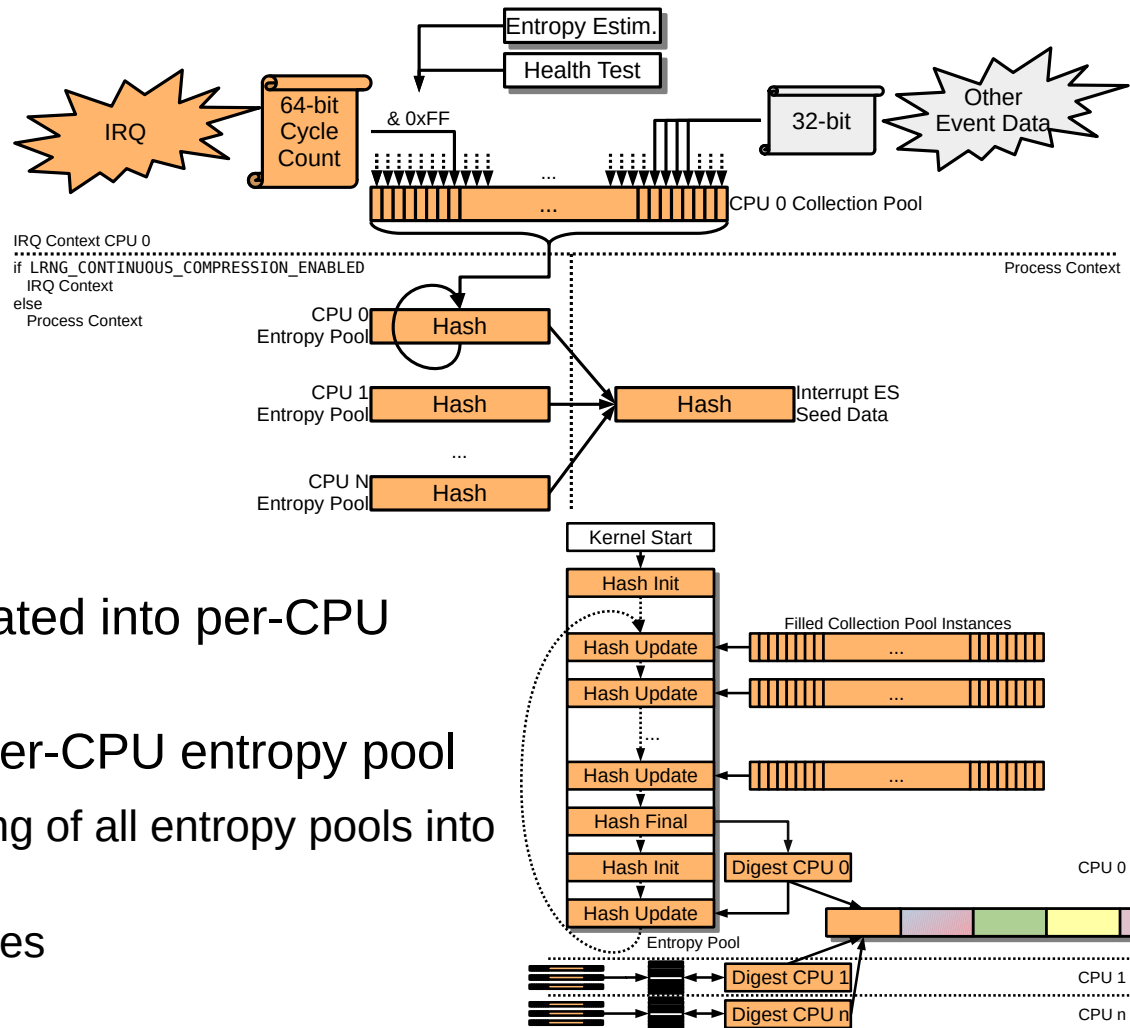 Entropy Estim.
Health Test
IRQ
64-bit
Cycle
Count
& 0xFF
...
32-bit
Other
Event Data
...
CPU 0 Collection Pool
IRQ Context CPU 0
if LRNG_CONTINUOUS_COMPRESSION_ENABLED
IRQ Context
else
Process Context
Process Context
CPU 0
Entropy Pool
Hash
CPU 1
Entropy Pool
Hash
Hash
Interrupt ES
Seed Data
...
CPU N
Entropy Pool
Hash
Kernel Start
Hash Init
Hash Update
Filled Collection Pool Instances
...
Hash Update
...
...
Hash Update
...
Hash Final
Hash Init
Digest CPU 0
CPU 0
Hash Update
Entropy Pool
Digest CPU 1
CPU 1
Digest CPU n
CPU n
ated into per-CPU
er-CPU entropy pool
ng of all entropy pools into
es